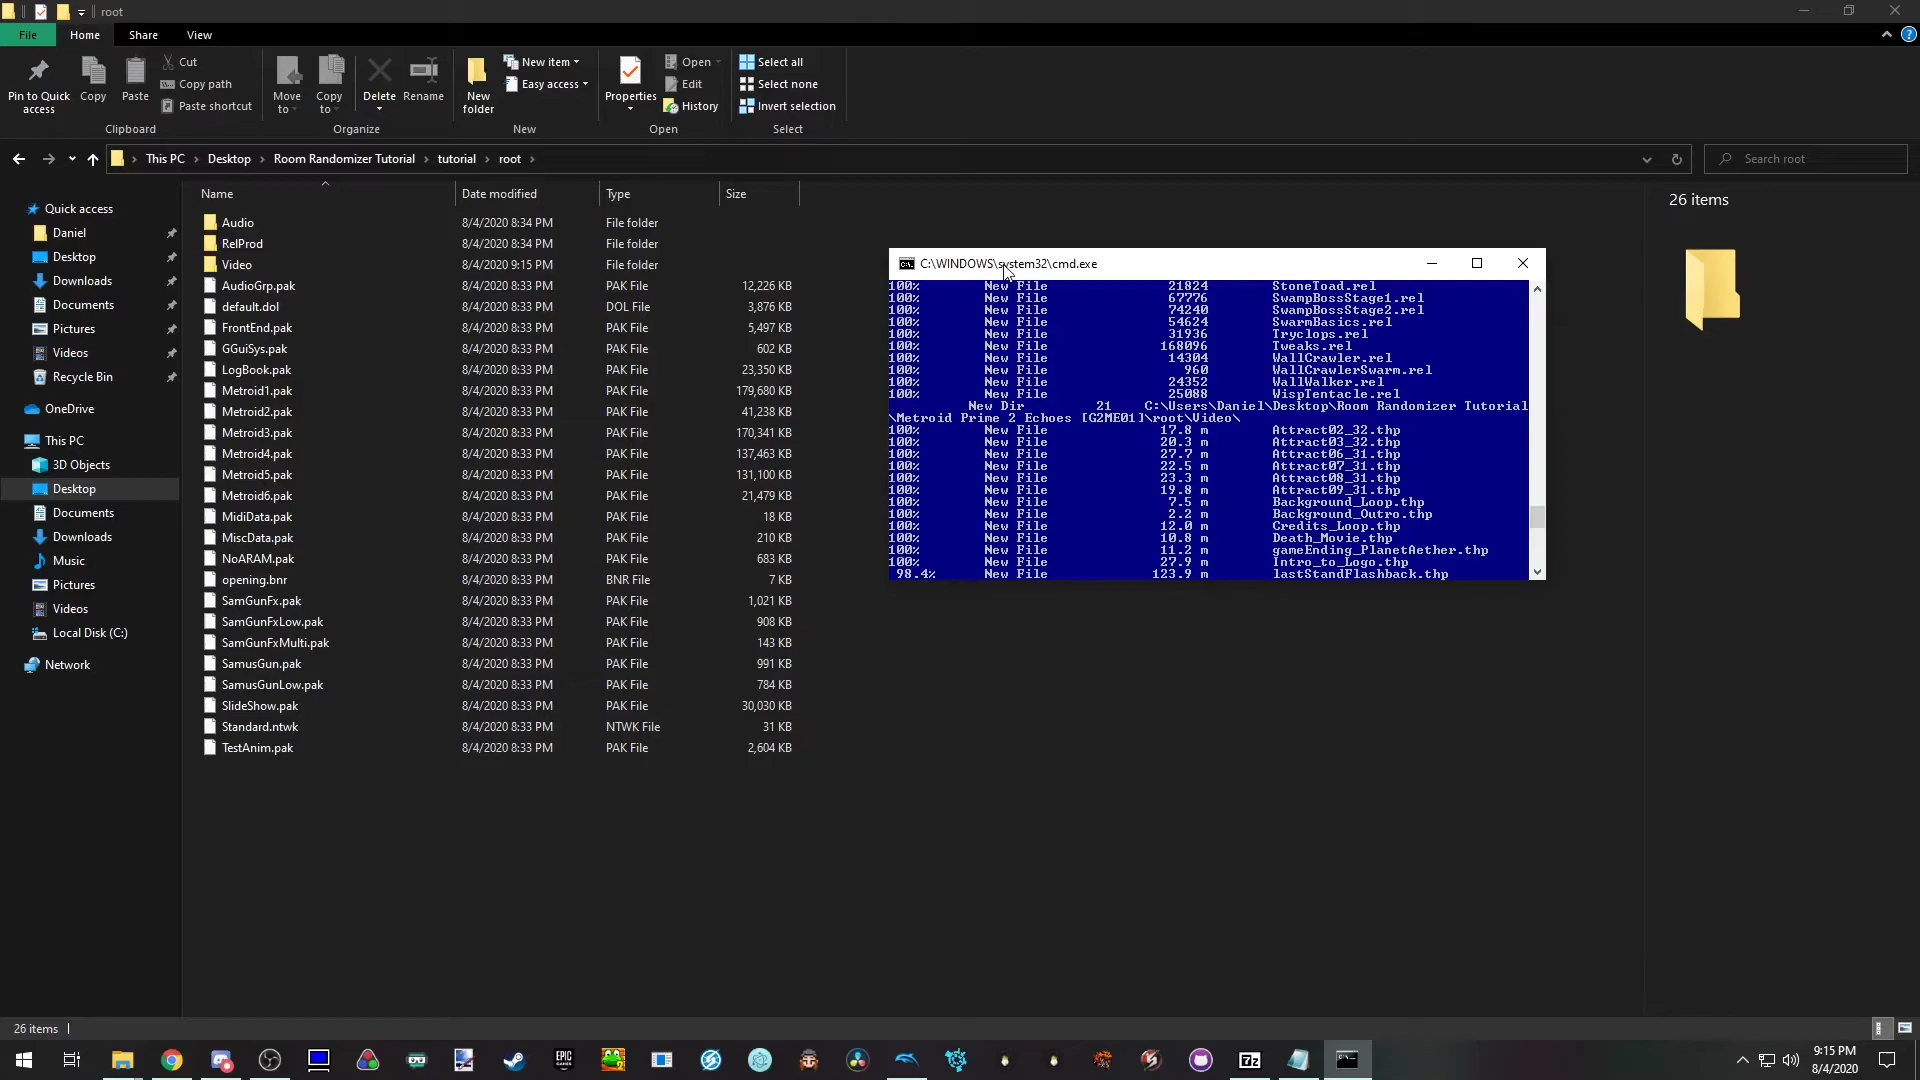 root
File
Home
Share
View
Pin to Quick access
Copy
Paste
Cut
Copy path
Paste shortcut
Clipboard
Move to
Copy to
Delete
Rename
Organize
New folder
New item
Easy access
New
Properties
Open
Edit
History
Open
Select all
Select none
Invert selection
Select
This PC › Desktop › Room Randomizer Tutorial › tutorial › root ›
Search root
Quick access
Daniel
Desktop
Downloads
Documents
Pictures
Videos
Recycle Bin
OneDrive
This PC
3D Objects
Desktop
Documents
Downloads
Music
Pictures
Videos
Local Disk (C:)
Network
Name Date modified Type Size
Audio 8/4/2020 8:34 PM File folder
RelProd 8/4/2020 8:34 PM File folder
Video 8/4/2020 9:15 PM File folder
AudioGrp.pak 8/4/2020 8:33 PM PAK File 12,226 KB
default.dol 8/4/2020 8:33 PM DOL File 3,876 KB
FrontEnd.pak 8/4/2020 8:33 PM PAK File 5,497 KB
GGuiSys.pak 8/4/2020 8:33 PM PAK File 602 KB
LogBook.pak 8/4/2020 8:33 PM PAK File 23,350 KB
Metroid1.pak 8/4/2020 8:33 PM PAK File 179,680 KB
Metroid2.pak 8/4/2020 8:33 PM PAK File 41,238 KB
Metroid3.pak 8/4/2020 8:33 PM PAK File 170,341 KB
Metroid4.pak 8/4/2020 8:33 PM PAK File 137,463 KB
Metroid5.pak 8/4/2020 8:33 PM PAK File 131,100 KB
Metroid6.pak 8/4/2020 8:33 PM PAK File 21,479 KB
MidiData.pak 8/4/2020 8:33 PM PAK File 18 KB
MiscData.pak 8/4/2020 8:33 PM PAK File 210 KB
NoARAM.pak 8/4/2020 8:33 PM PAK File 683 KB
opening.bnr 8/4/2020 8:33 PM BNR File 7 KB
SamGunFx.pak 8/4/2020 8:33 PM PAK File 1,021 KB
SamGunFxLow.pak 8/4/2020 8:33 PM PAK File 908 KB
SamGunFxMulti.pak 8/4/2020 8:33 PM PAK File 143 KB
SamusGun.pak 8/4/2020 8:33 PM PAK File 991 KB
SamusGunLow.pak 8/4/2020 8:33 PM PAK File 784 KB
SlideShow.pak 8/4/2020 8:33 PM PAK File 30,030 KB
Standard.ntwk 8/4/2020 8:33 PM NTWK File 31 KB
TestAnim.pak 8/4/2020 8:33 PM PAK File 2,604 KB
C:\WINDOWS\system32\cmd.exe
100% New File 21824 StoneToad.rel
100% New File 67776 SwampBossStage1.rel
100% New File 74240 SwampBossStage2.rel
100% New File 54624 SwarmBasics.rel
100% New File 31936 Tryclops.rel
100% New File 168096 Tweaks.rel
100% New File 14304 WallCrawler.rel
100% New File 960 WallCrawlerSwarm.rel
100% New File 24352 WallWalker.rel
100% New File 25088 WispTentacle.rel
New Dir 21 C:\Users\Daniel\Desktop\Room Randomizer Tutorial
\Metroid Prime 2 Echoes [G2ME01]\root\Video\
100% New File 17.8 m Attract02_32.thp
100% New File 20.3 m Attract03_32.thp
100% New File 27.7 m Attract06_31.thp
100% New File 22.5 m Attract07_31.thp
100% New File 23.3 m Attract08_31.thp
100% New File 19.8 m Attract09_31.thp
100% New File 7.5 m Background_Loop.thp
100% New File 2.2 m Background_Outro.thp
100% New File 12.0 m Credits_Loop.thp
100% New File 10.8 m Death_Movie.thp
100% New File 11.2 m gameEnding_PlanetAether.thp
100% New File 27.9 m Intro_to_Logo.thp
98.4% New File 123.9 m lastStandFlashback.thp
26 items
26 items
EPIC GAMES
7z
9:15 PM
8/4/2020